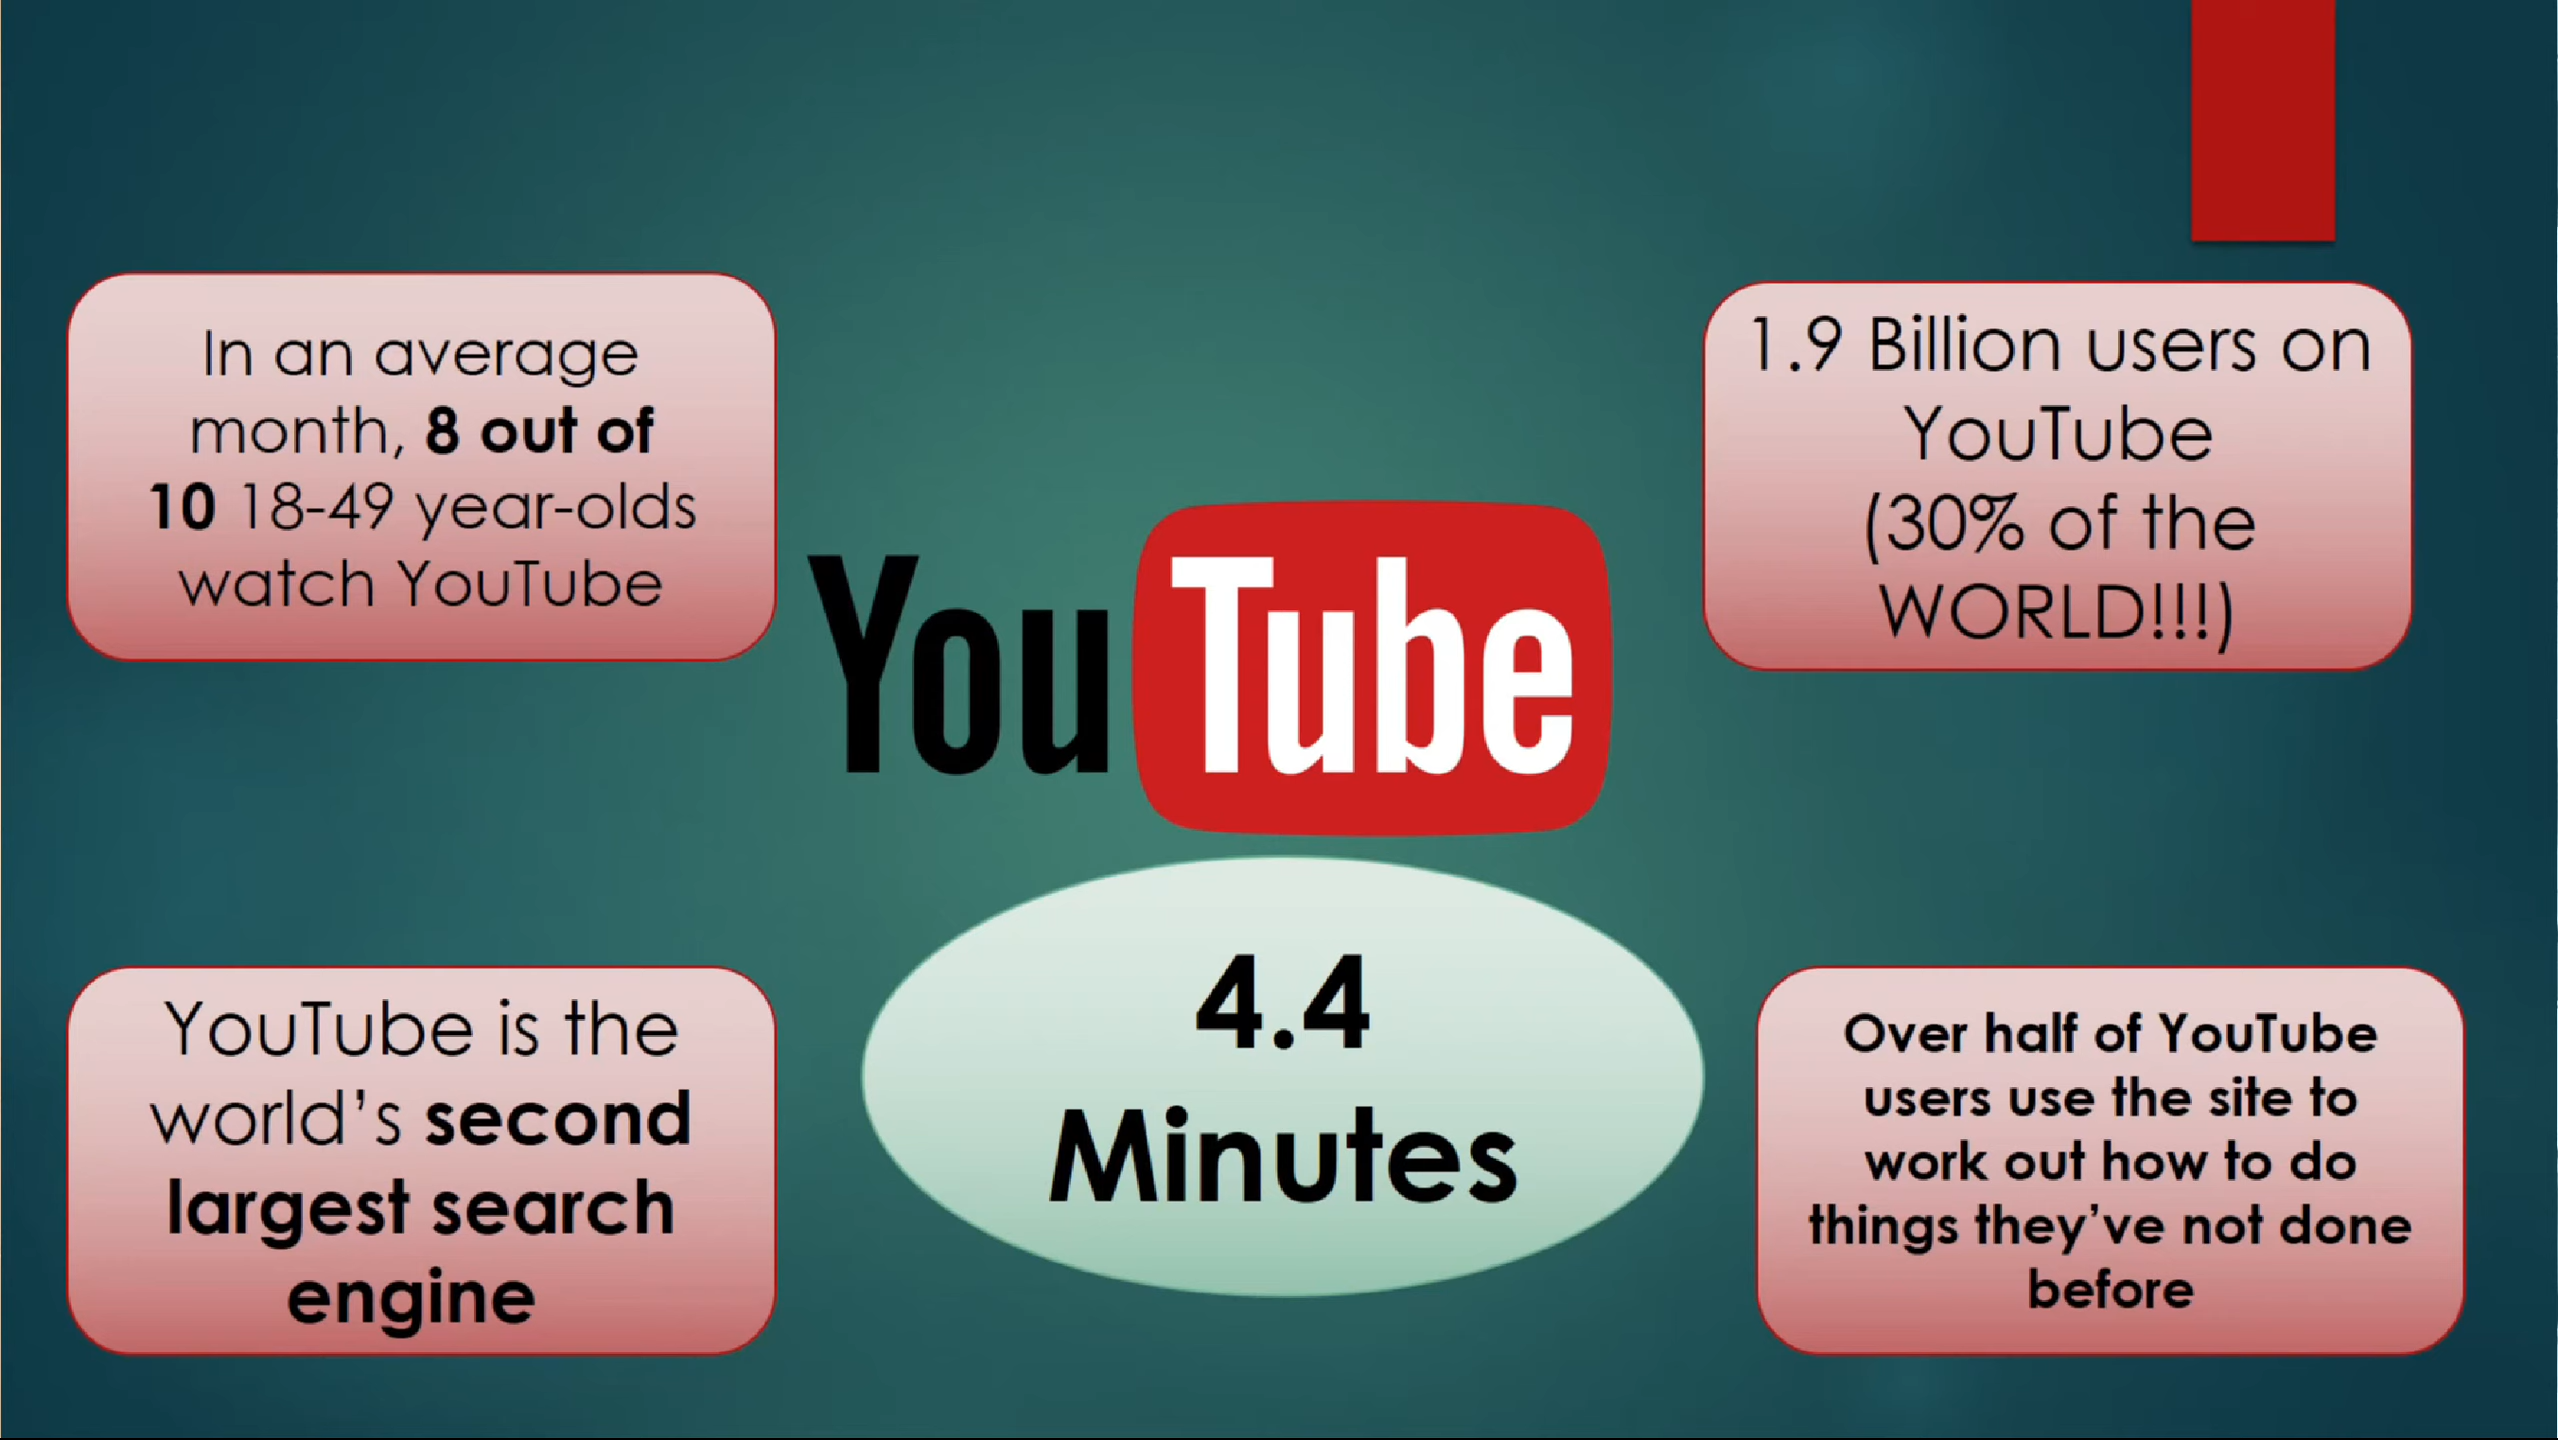 In an average
month, 8 out of
10 18-49 year-olds
watch YouTube
1.9 Billion users on
YouTube
(30% of the
WORLD!!!)
YouTube
YouTube is the
world’s second
largest search
engine
4.4
Minutes
Over half of YouTube
users use the site to
work out how to do
things they’ve not done
before